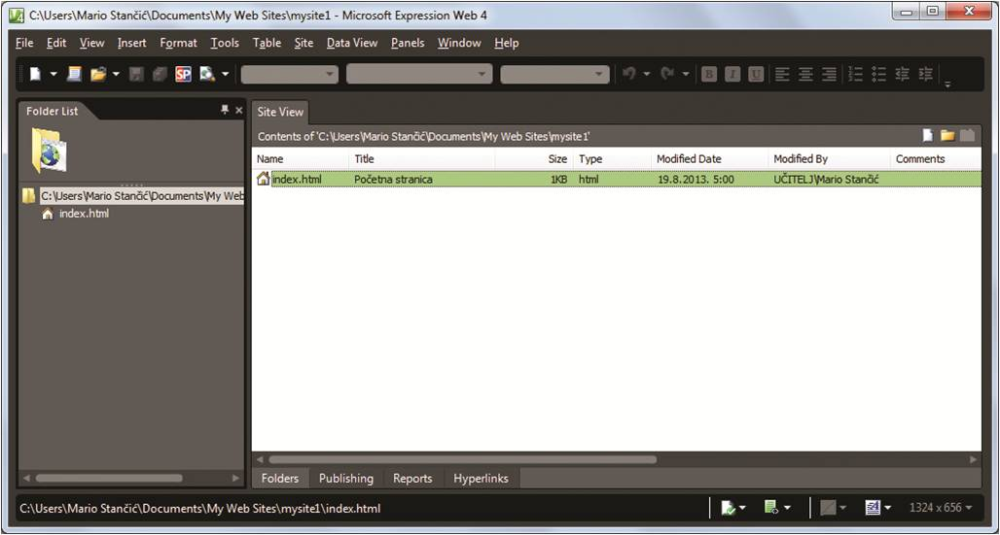 C:\Users\Mario Stančić\Documents\My Web Sites\mysite1 - Microsoft Expression Web 4
File Edit View Insert Format Tools Table Site Data View Panels Window Help
SP
B I U
Folder List
Site View
Contents of 'C:\Users\Mario Stančić\Documents\My Web Sites\mysite1'
Name Title Size Type Modified Date Modified By Comments
index.html Početna stranica 1KB html 19.8.2013. 5:00 UČITELJ\Mario Stančić
C:\Users\Mario Stančić\Documents\My Web
index.html
Folders Publishing Reports Hyperlinks
C:\Users\Mario Stančić\Documents\My Web Sites\mysite1\index.html
1324 x 656